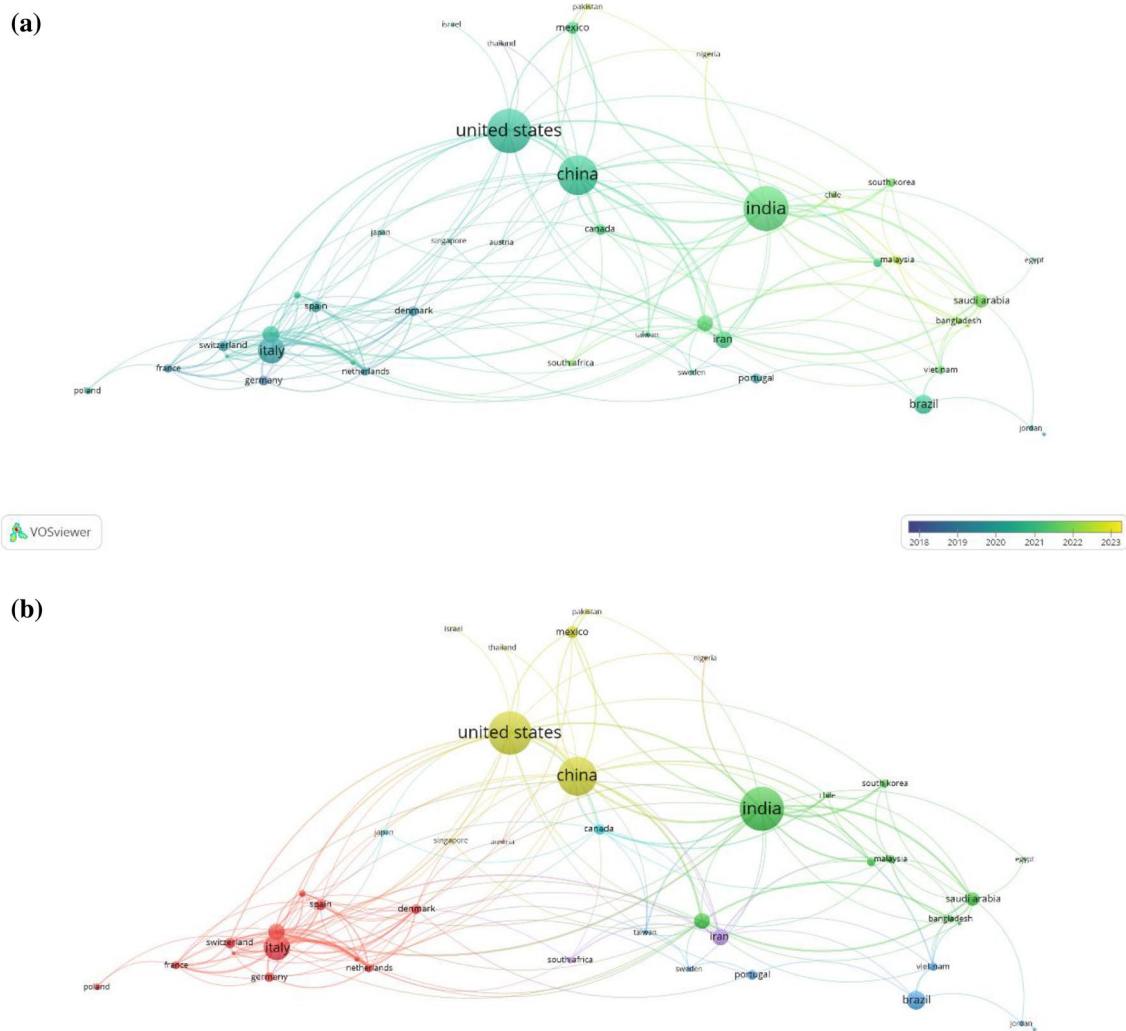 (a)
pakistan
israel
mexico
thailand
nigeria
united states
china
south korea
chile
india
canada
japan
singapore
austria
malaysia
egypt
saudi arabia
spain
denmark
bangladesh
taiwan
iran
switzerland
italy
south africa
viet nam
france
netherlands
sweden
portugal
germany
poland
brazil
jordan
VOSviewer
2018 2019 2020 2021 2022 2023
(b)
pakistan
israel
mexico
thailand
nigeria
united states
china
south korea
chile
india
canada
japan
singapore
austria
malaysia
egypt
saudi arabia
spain
denmark
bangladesh
taiwan
iran
switzerland
italy
south africa
viet nam
france
netherlands
sweden
portugal
germany
poland
brazil
jordan